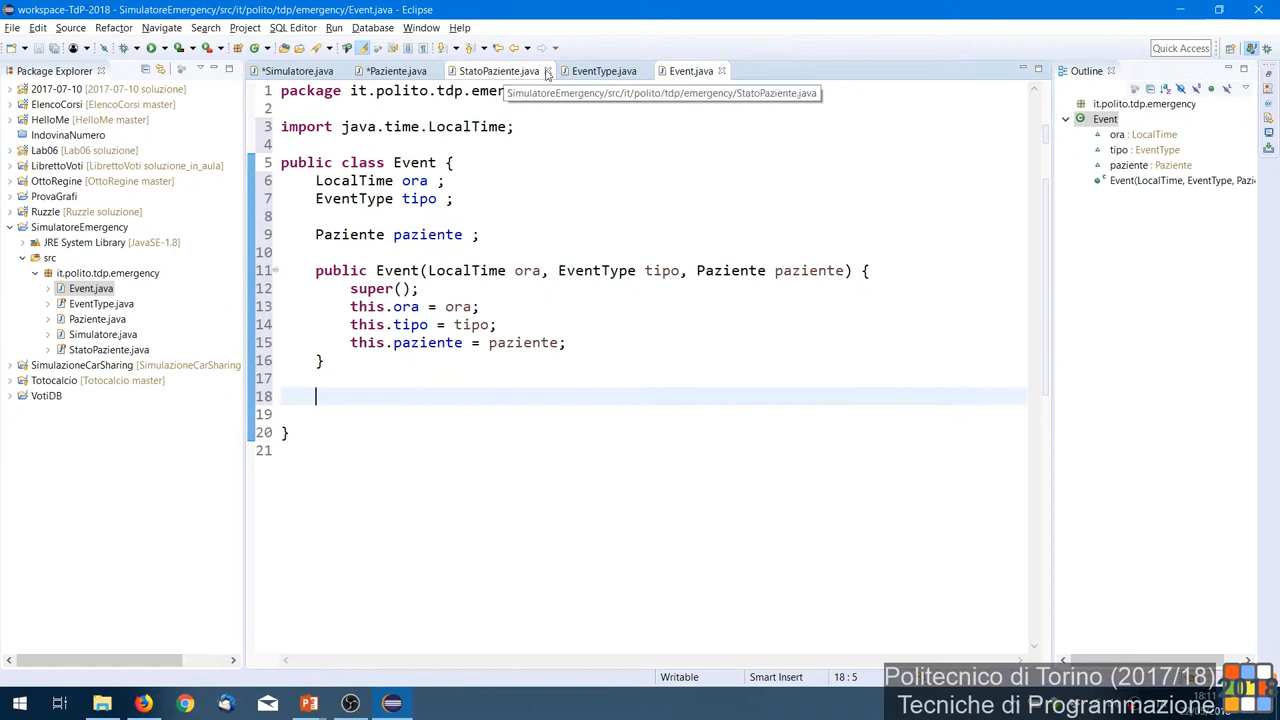 workspace-TdP-2018 - SimulatoreEmergency/src/it/polito/tdp/emergency/Event.java - Eclipse
File Edit Source Refactor Navigate Search Project SQL Editor Run Database Window Help
Quick Access
Package Explorer
*Simulatore.java
*Paziente.java
StatoPaziente.java
EventType.java
Event.java
Outline
SimulatoreEmergency/src/it/polito/tdp/emergency/StatoPaziente.java
2017-07-10 [2017-07-10 soluzione]
ElencoCorsi [ElencoCorsi master]
HelloMe [HelloMe master]
IndovinaNumero
Lab06 [Lab06 soluzione]
LibrettoVoti [LibrettoVoti soluzione_in_aula]
OttoRegine [OttoRegine master]
ProvaGrafi
Ruzzle [Ruzzle soluzione]
SimulatoreEmergency
JRE System Library [JavaSE-1.8]
src
it.polito.tdp.emergency
Event.java
EventType.java
Paziente.java
Simulatore.java
StatoPaziente.java
SimulazioneCarSharing [SimulazioneCarSharing
Totocalcio [Totocalcio master]
VotiDB
1 package it.polito.tdp.emer
2
3 import java.time.LocalTime;
4
5 public class Event {
6 LocalTime ora ;
7 EventType tipo ;
8
9 Paziente paziente ;
10
11 public Event(LocalTime ora, EventType tipo, Paziente paziente) {
12 super();
13 this.ora = ora;
14 this.tipo = tipo;
15 this.paziente = paziente;
16 }
17
18
19
20 }
21
it.polito.tdp.emergency
Event
ora : LocalTime
tipo : EventType
paziente : Paziente
Event(LocalTime, EventType, Pazie
Writable
Smart Insert
18 : 5
Politecnico di Torino (2017/18)
Tecniche di Programmazione
2018
18:11